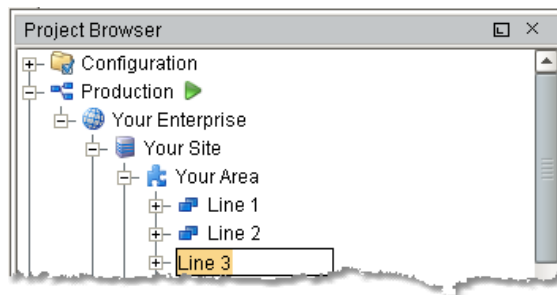 Project Browser
Configuration
Production
Your Enterprise
Your Site
Your Area
Line 1
Line 2
Line 3